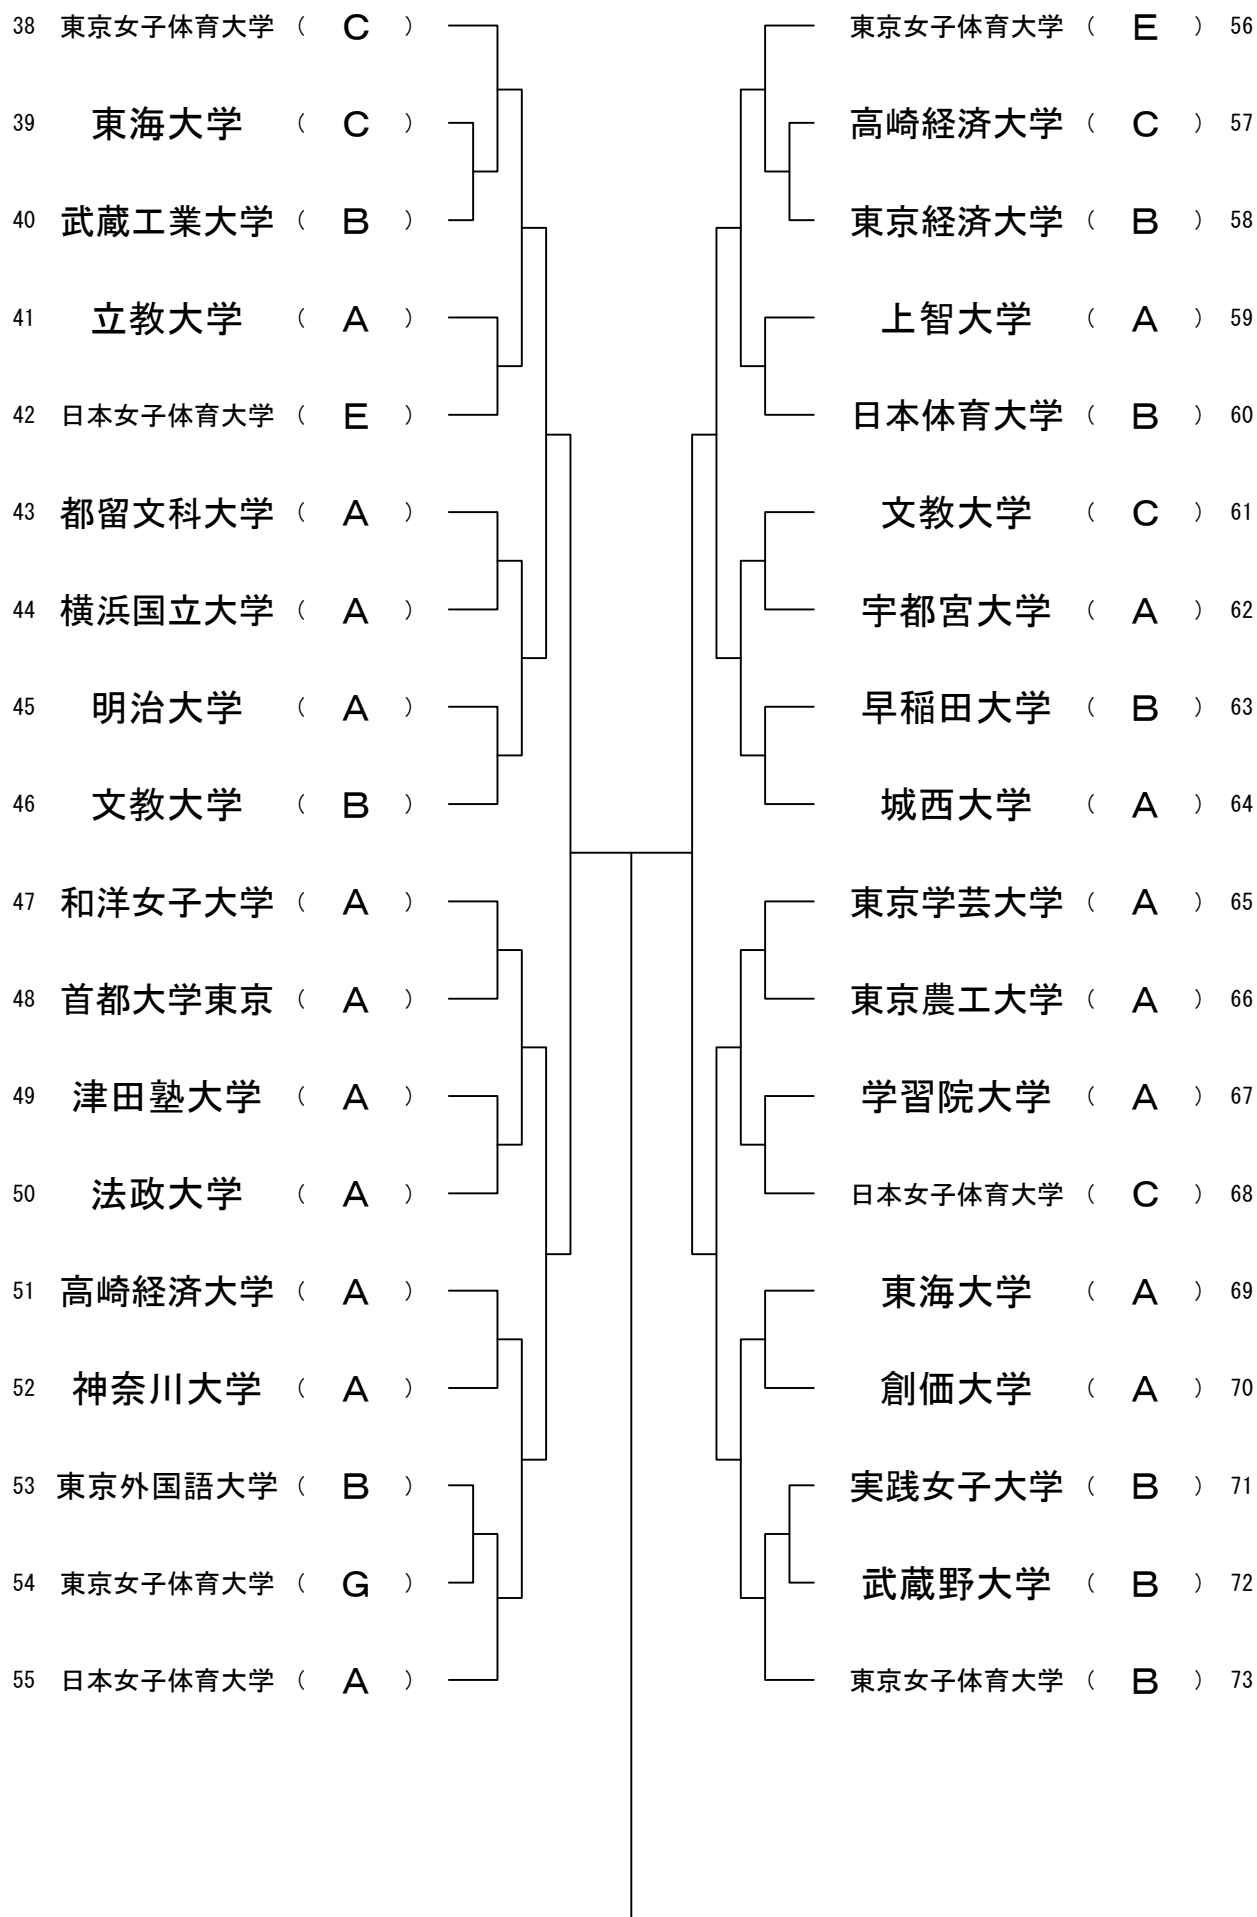 38 東京女子体育大学 ( C )
39 東海大学 ( C )
40 武蔵工業大学 ( B )
41 立教大学 ( A )
42 日本女子体育大学 ( E )
43 都留文科大学 ( A )
44 横浜国立大学 ( A )
45 明治大学 ( A )
46 文教大学 ( B )
47 和洋女子大学 ( A )
48 首都大学東京 ( A )
49 津田塾大学 ( A )
50 法政大学 ( A )
51 高崎経済大学 ( A )
52 神奈川大学 ( A )
53 東京外国語大学 ( B )
54 東京女子体育大学 ( G )
55 日本女子体育大学 ( A )
東京女子体育大学 ( E ) 56
高崎経済大学 ( C ) 57
東京経済大学 ( B ) 58
上智大学 ( A ) 59
日本体育大学 ( B ) 60
文教大学 ( C ) 61
宇都宮大学 ( A ) 62
早稲田大学 ( B ) 63
城西大学 ( A ) 64
東京学芸大学 ( A ) 65
東京農工大学 ( A ) 66
学習院大学 ( A ) 67
日本女子体育大学 ( C ) 68
東海大学 ( A ) 69
創価大学 ( A ) 70
実践女子大学 ( B ) 71
武蔵野大学 ( B ) 72
東京女子体育大学 ( B ) 73